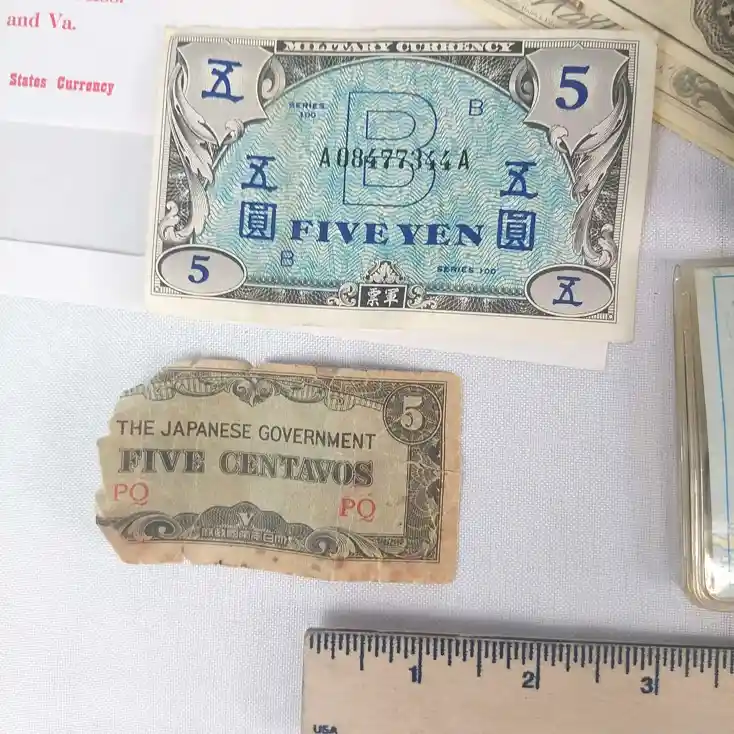 and Va.
States Currency
MILITARY CURRENCY
五
5
SERIES
100
B
B
A08477344A
五
五
圓
FIVE YEN
圓
B
SERIES 100
5
票軍
五
5
THE JAPANESE GOVERNMENT
FIVE CENTAVOS
PQ
PQ
1
2
3
USA